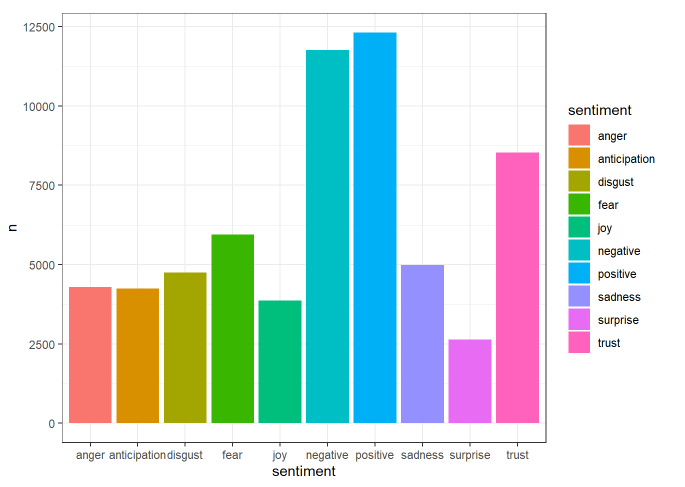 12500
10000
7500
5000
2500
0
n
anger anticipation disgust fear joy negative positive sadness surprise trust
sentiment
sentiment
anger
anticipation
disgust
fear
joy
negative
positive
sadness
surprise
trust